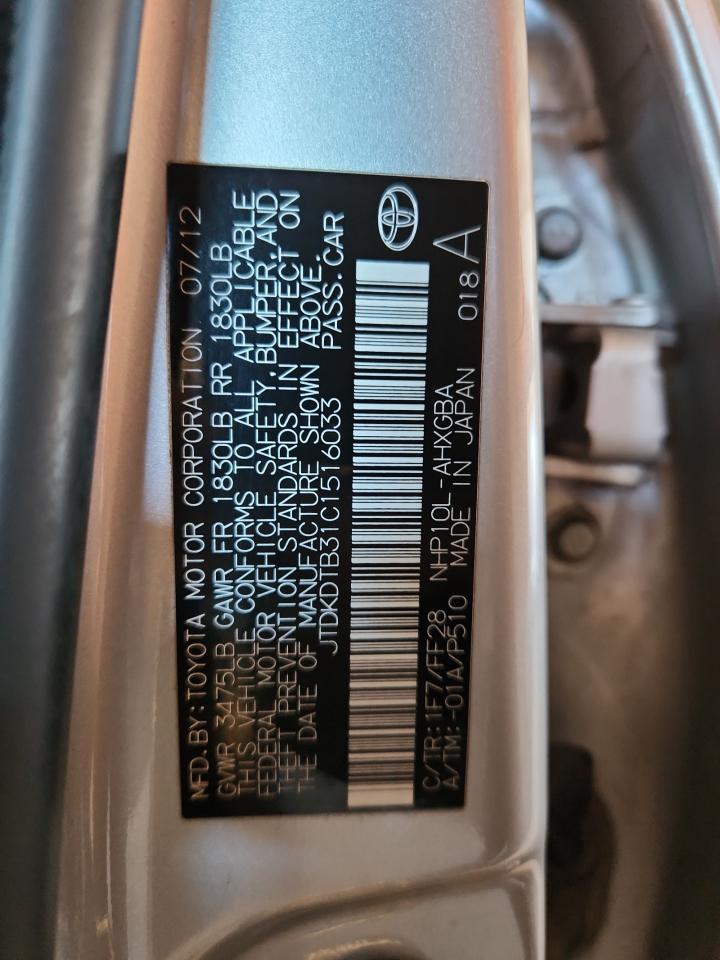 MFD.BY:TOYOTA MOTOR CORPORATION 07/12
GVWR 3475LB GAWR FR 1830LB RR 1830LB
THIS VEHICLE CONFORMS TO ALL APPLICABLE
FEDERAL MOTOR VEHICLE SAFETY,BUMPER,AND
THEFT PREVENTION STANDARDS IN EFFECT ON
THE DATE OF MANUFACTURE SHOWN ABOVE.
JTDKDTB31C1516033 PASS.CAR
C/TR:1F7/FF28 NHP10L-AHXGBA 018 A
A/TM:-01A/P510 MADE IN JAPAN